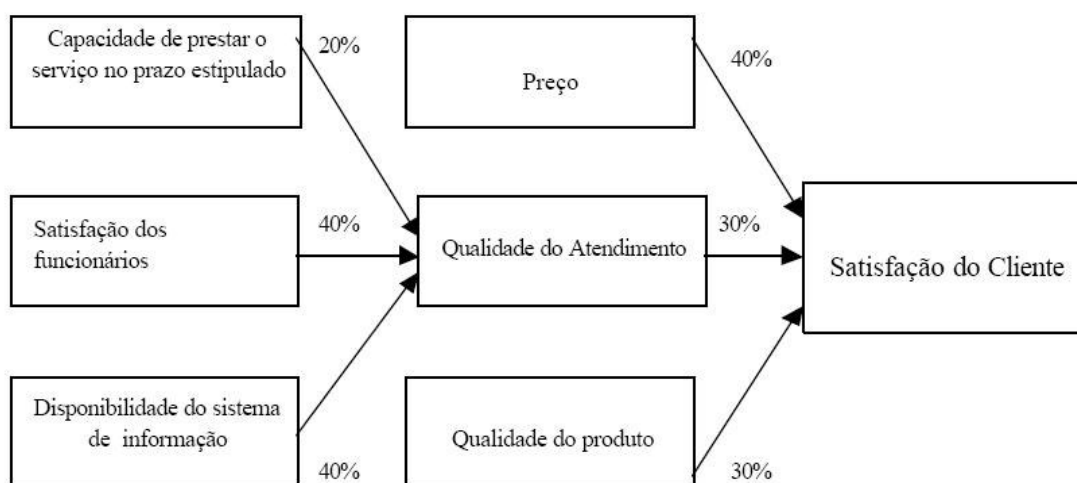 Capacidade de prestar o
serviço no prazo estipulado
20%
Preço
40%
Satisfação dos
funcionários
40%
Qualidade do Atendimento
30%
Satisfação do Cliente
Disponibilidade do sistema
de informação
40%
Qualidade do produto
30%